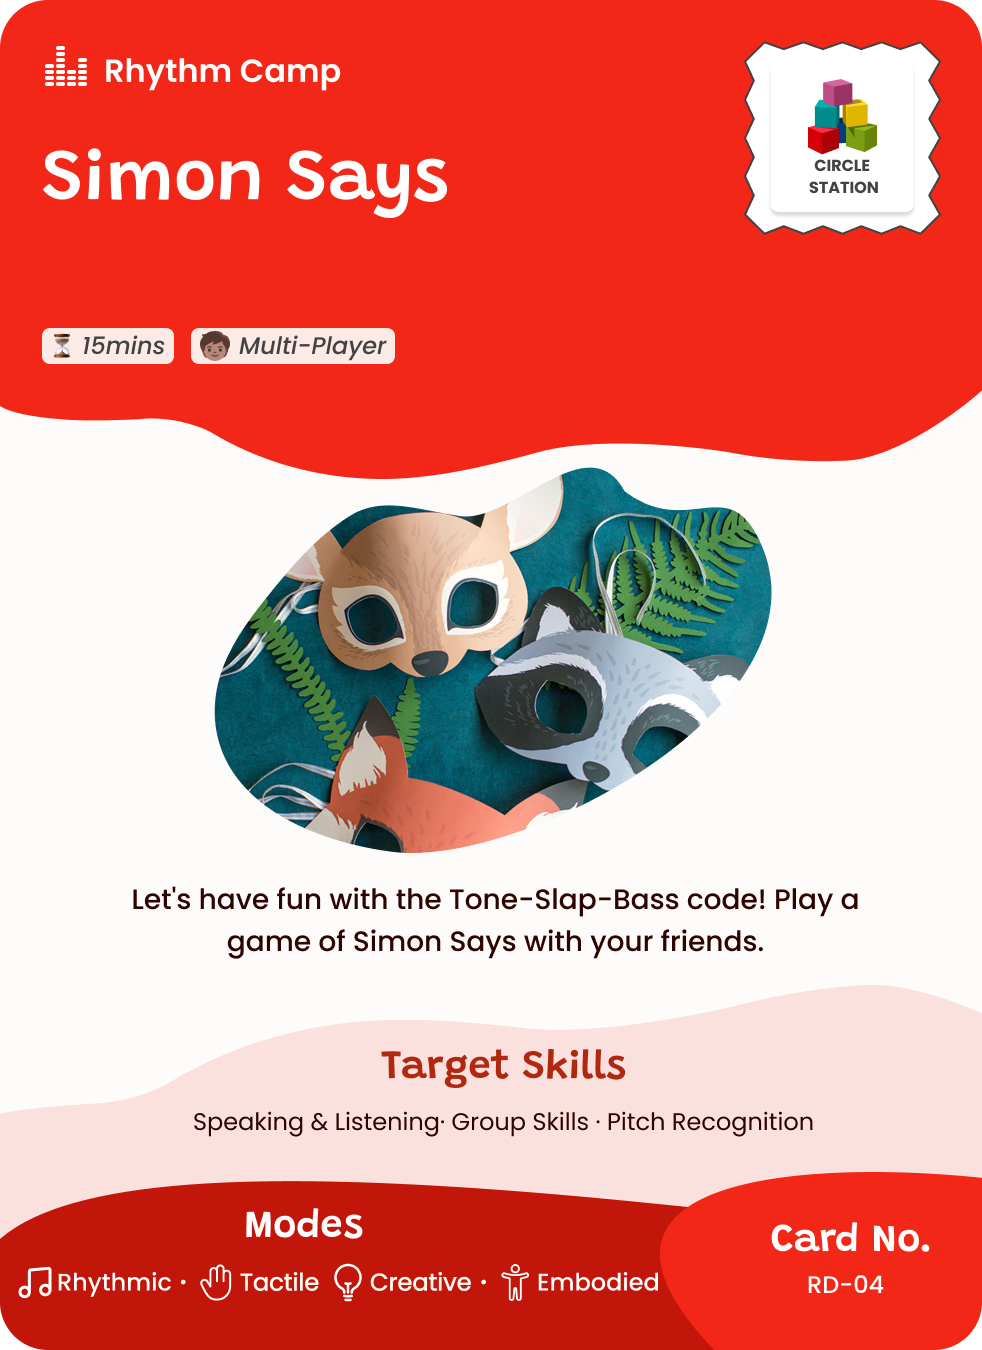 Rhythm Camp
Simon Says
CIRCLE
STATION
15mins
Multi-Player
Let's have fun with the Tone-Slap-Bass code! Play a
game of Simon Says with your friends.
Target Skills
Speaking & Listening· Group Skills · Pitch Recognition
Modes
Rhythmic · Tactile Creative · Embodied
Card No.
RD-04